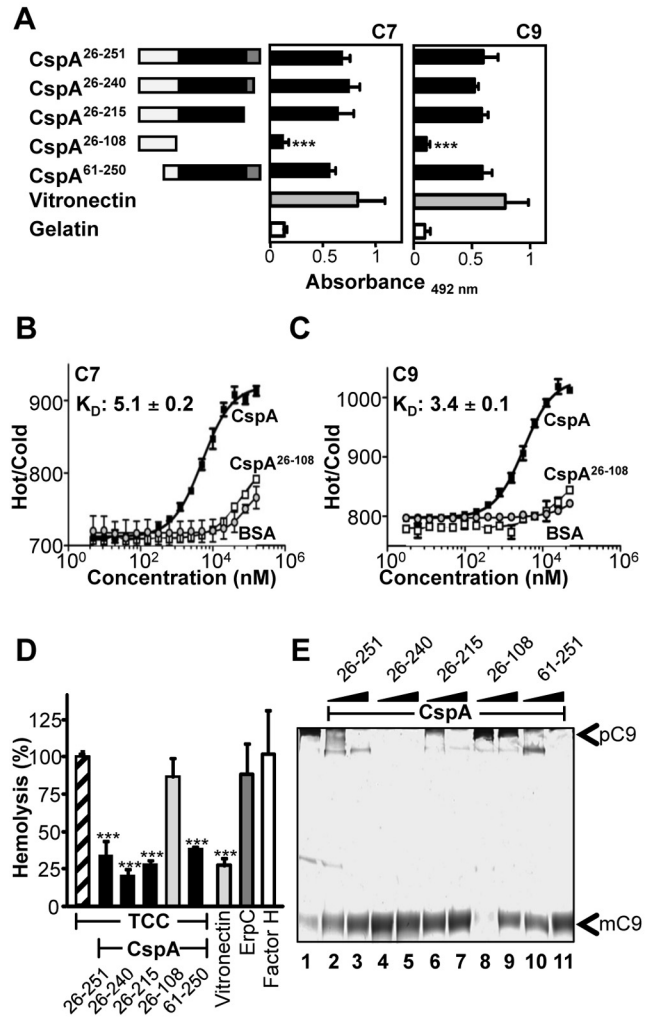 A
C7 C9
CspA26-251
CspA26-240
CspA26-215
CspA26-108 *** ***
CspA61-250
Vitronectin
Gelatin
0 0.5 1 0 0.5 1
Absorbance 492 nm
B C
C7
KD: 5.1 ± 0.2
CspA
CspA26-108
BSA
Hot/Cold
900
800
700
10^0 10^2 10^4 10^6
Concentration (nM)
C9
KD: 3.4 ± 0.1
CspA
CspA26-108
BSA
Hot/Cold
1000
900
800
10^0 10^2 10^4 10^6
Concentration (nM)
D
Hemolysis (%)
125
100
75
50
25
0
*** *** *** *** ***
TCC
CspA
26-251 26-240 26-215 26-108 61-250 Vitronectin ErpC Factor H
E
26-251 26-240 26-215 26-108 61-251
CspA
pC9
mC9
1 2 3 4 5 6 7 8 9 10 11